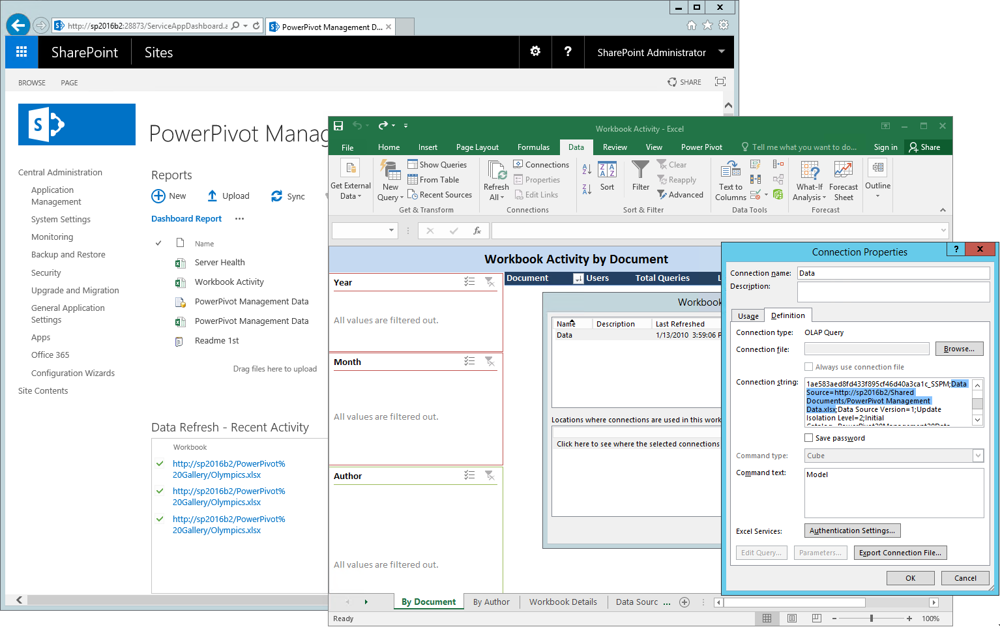 http://sp2016b2:28873/ServiceAppDashboard.a
PowerPivot Management D...
SharePoint
Sites
?
SharePoint Administrator
BROWSE
PAGE
SHARE
S
PowerPivot Manag
Central Administration
Application
Management
System Settings
Monitoring
Backup and Restore
Security
Upgrade and Migration
General Application
Settings
Apps
Office 365
Configuration Wizards
Site Contents
Reports
New
Upload
Sync
Dashboard Report
...
Name
Server Health
Workbook Activity
PowerPivot Management Data
PowerPivot Management Data
Readme 1st
Drag files here to upload
Data Refresh - Recent Activity
Workbook
http://sp2016b2/PowerPivot%
20Gallery/Olympics.xlsx
http://sp2016b2/PowerPivot%
20Gallery/Olympics.xlsx
http://sp2016b2/PowerPivot%
20Gallery/Olympics.xlsx
Workbook Activity - Excel
File
Home
Insert
Page Layout
Formulas
Data
Review
View
Power Pivot
Tell me what you want to do...
Sign in
Share
Get External
Data
New
Query
Show Queries
From Table
Recent Sources
Get & Transform
Refresh
All
Connections
Properties
Edit Links
Connections
Sort
Filter
Clear
Reapply
Advanced
Sort & Filter
Text to
Columns
Data Tools
What-If
Analysis
Forecast
Sheet
Forecast
Outline
fx
Workbook Activity by Document
Document
Users
Total Queries
L
Year
All values are filtered out.
Month
All values are filtered out.
Author
All values are filtered out.
Workbook
Name
Description
Last Refreshed
Data
1/13/2010 3:59:06 P
Locations where connections are used in this work
Click here to see where the selected connections
By Document
By Author
Workbook Details
Data Sourc ...
Ready
100%
Connection Properties
?
Connection name:
Data
Description:
Usage
Definition
Connection type:
OLAP Query
Connection file:
Browse...
Always use connection file
Connection string:
1ae583aed8fd433f895cf46d40a3ca1c_SSPM;Data
Source=http://sp2016b2/Shared
Documents/PowerPivot Management
Data.xlsx;Data Source Version=1;Update
Isolation Level=2;Initial
Catalog=PowerPivot20Management20Data
Save password
Command type:
Cube
Command text:
Model
Excel Services:
Authentication Settings...
Edit Query...
Parameters...
Export Connection File...
OK
Cancel